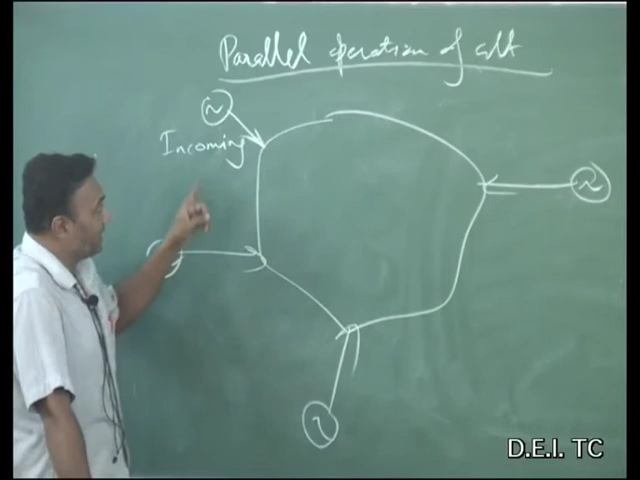 Parallel operation of alt
Incoming
D.E.I. TC